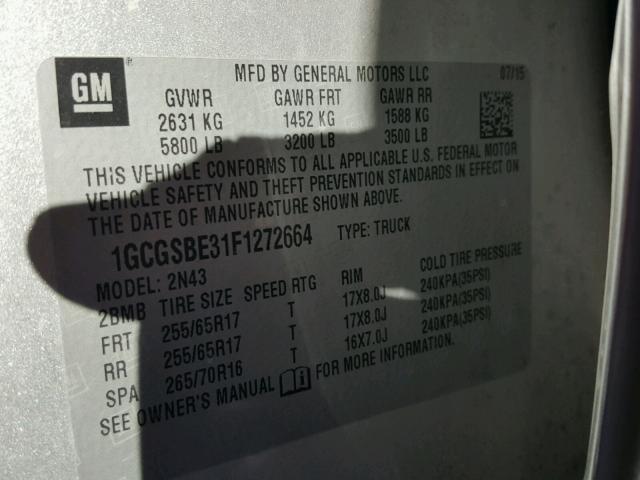 GM
MFD BY GENERAL MOTORS LLC 07/15
GVWR GAWR FRT GAWR RR
2631 KG 1452 KG 1588 KG
5800 LB 3200 LB 3500 LB
THIS VEHICLE CONFORMS TO ALL APPLICABLE U.S. FEDERAL MOTOR
VEHICLE SAFETY AND THEFT PREVENTION STANDARDS IN EFFECT ON
THE DATE OF MANUFACTURE SHOWN ABOVE.
1GCGSBE31F1272664 TYPE: TRUCK
MODEL: 2N43
2BMB TIRE SIZE SPEED RTG RIM COLD TIRE PRESSURE
FRT 255/65R17 T 17X8.0J 240KPA(35PSI)
RR 255/65R17 T 17X8.0J 240KPA(35PSI)
SPA 265/70R16 T 16X7.0J 240KPA(35PSI)
SEE OWNER'S MANUAL FOR MORE INFORMATION.